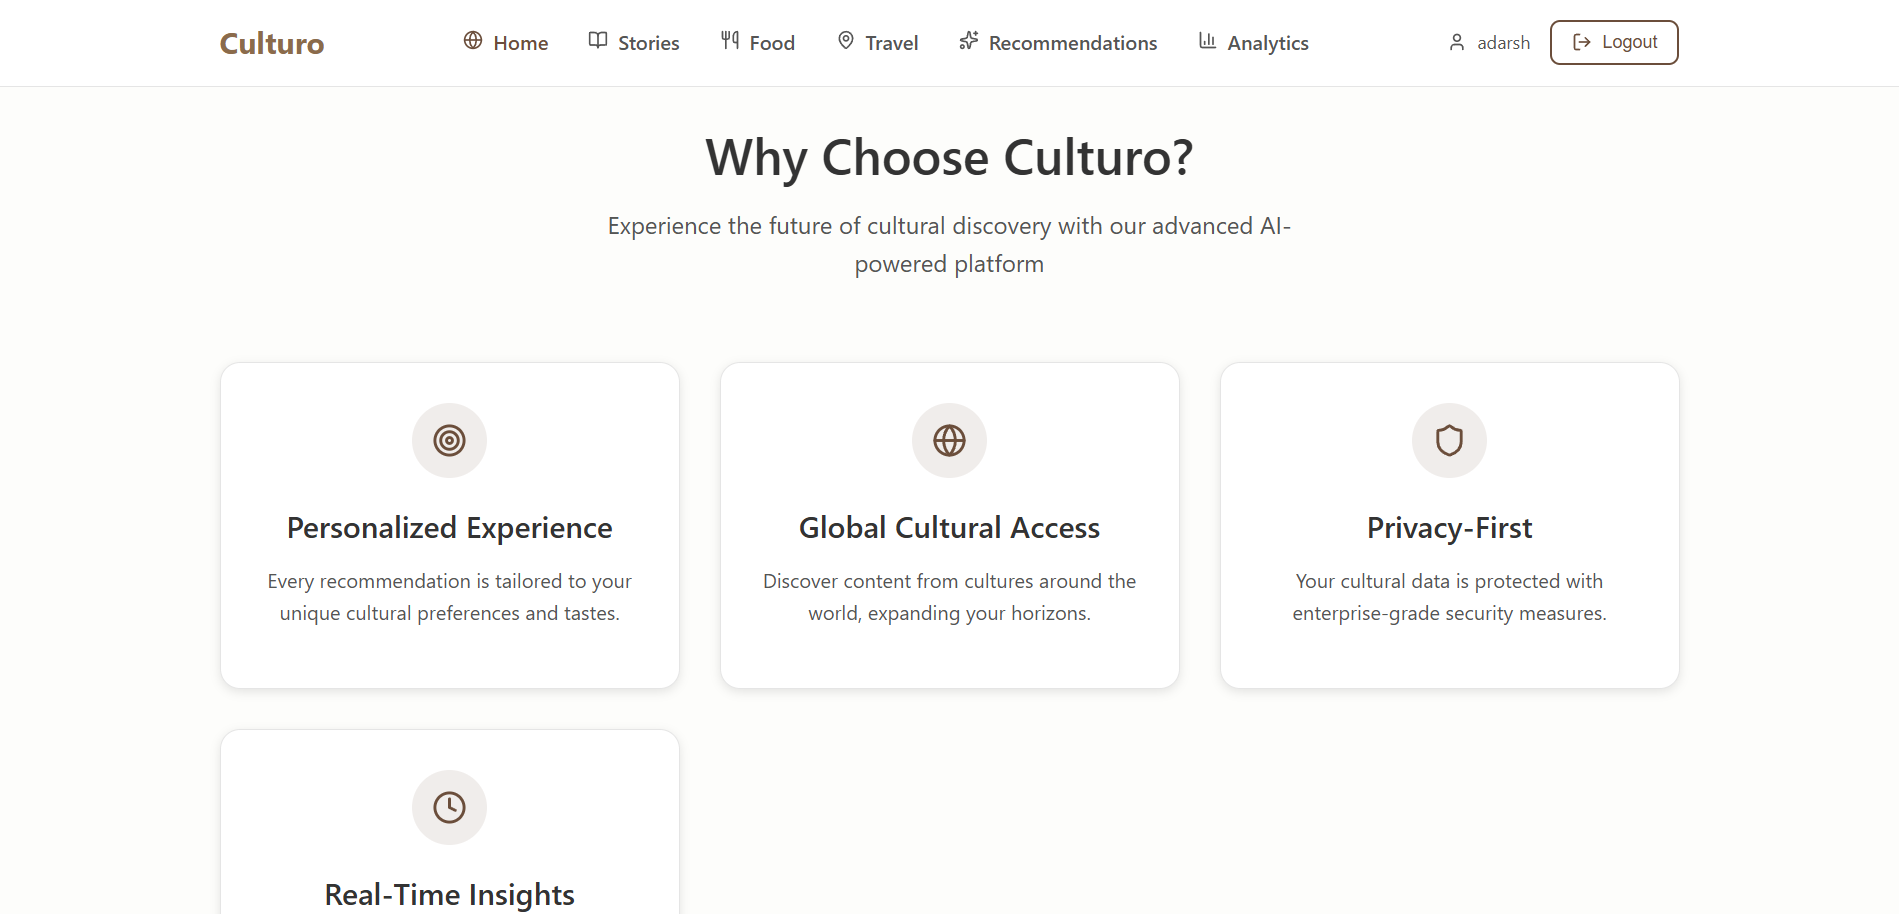 Culturo
Home
Stories
Food
Travel
Recommendations
Analytics
adarsh
Logout
Why Choose Culturo?
Experience the future of cultural discovery with our advanced AI-
powered platform
Personalized Experience
Every recommendation is tailored to your
unique cultural preferences and tastes.
Global Cultural Access
Discover content from cultures around the
world, expanding your horizons.
Privacy-First
Your cultural data is protected with
enterprise-grade security measures.
Real-Time Insights